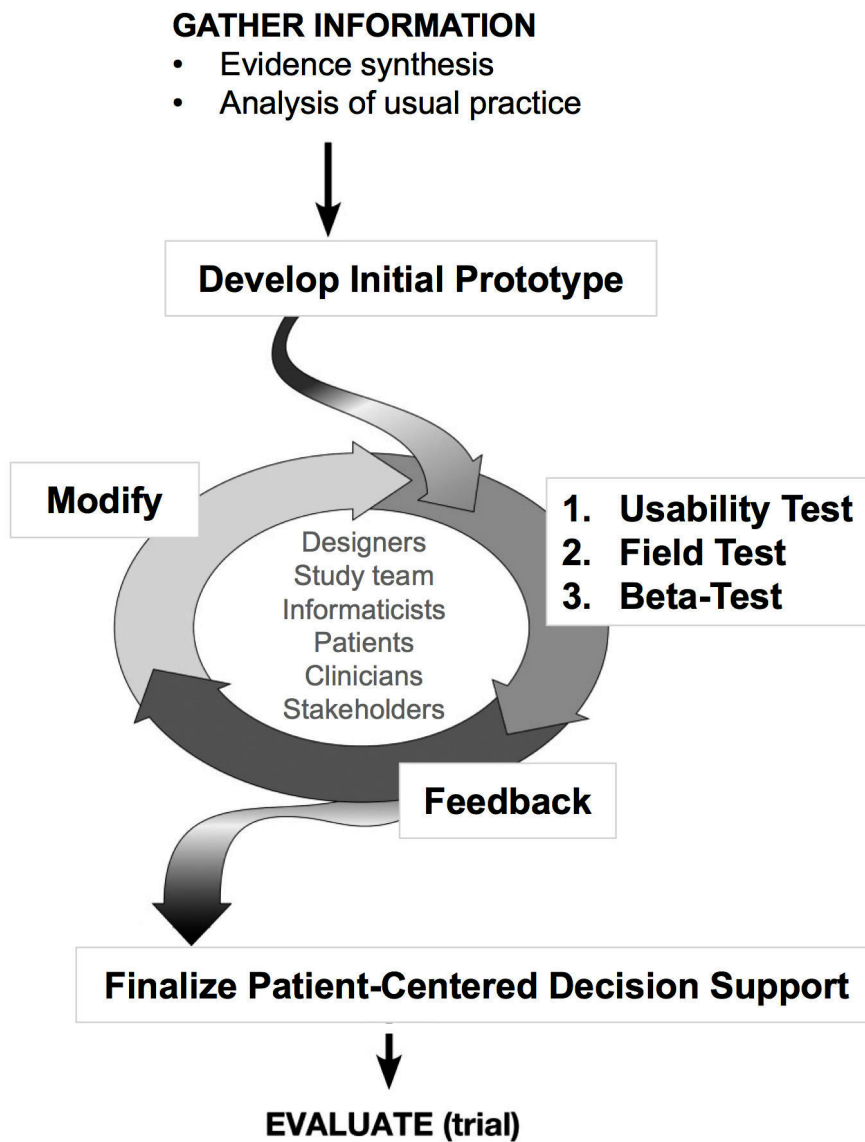 GATHER INFORMATION
• Evidence synthesis
• Analysis of usual practice
Develop Initial Prototype
Modify
1. Usability Test
2. Field Test
3. Beta-Test
Designers
Study team
Informaticists
Patients
Clinicians
Stakeholders
Feedback
Finalize Patient-Centered Decision Support
EVALUATE (trial)